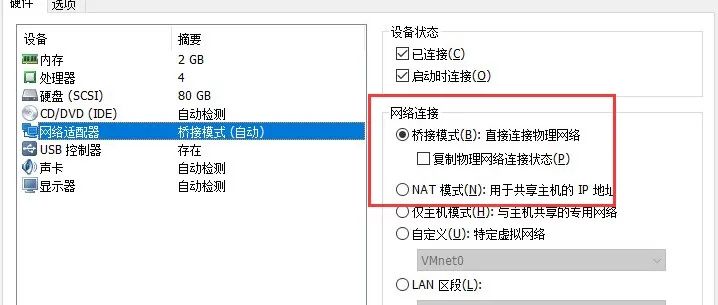 硬件 选项
设备 摘要
内存 2 GB
处理器 4
硬盘 (SCSI) 80 GB
CD/DVD (IDE) 自动检测
网络适配器 桥接模式 (自动)
USB 控制器 存在
声卡 自动检测
显示器 自动检测
设备状态
已连接(C)
启动时连接(O)
网络连接
桥接模式(B): 直接连接物理网络
复制物理网络连接状态(P)
NAT 模式(N): 用于共享主机的 IP 地址
仅主机模式(H): 与主机共享的专用网络
自定义(U): 特定虚拟网络
VMnet0
LAN 区段(L):